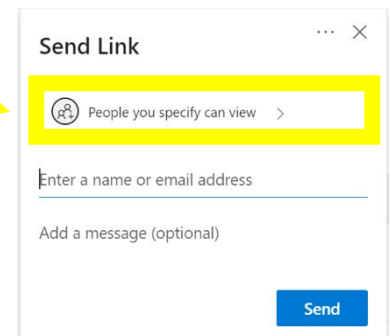 Send Link
People you specify can view
Enter a name or email address
Add a message (optional)
Send